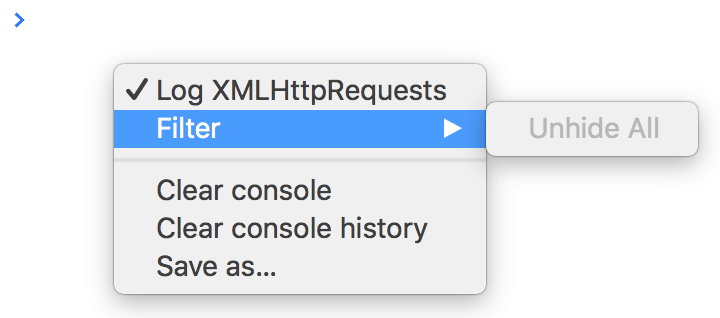 Log XMLHttpRequests
Filter
Unhide All
Clear console
Clear console history
Save as...